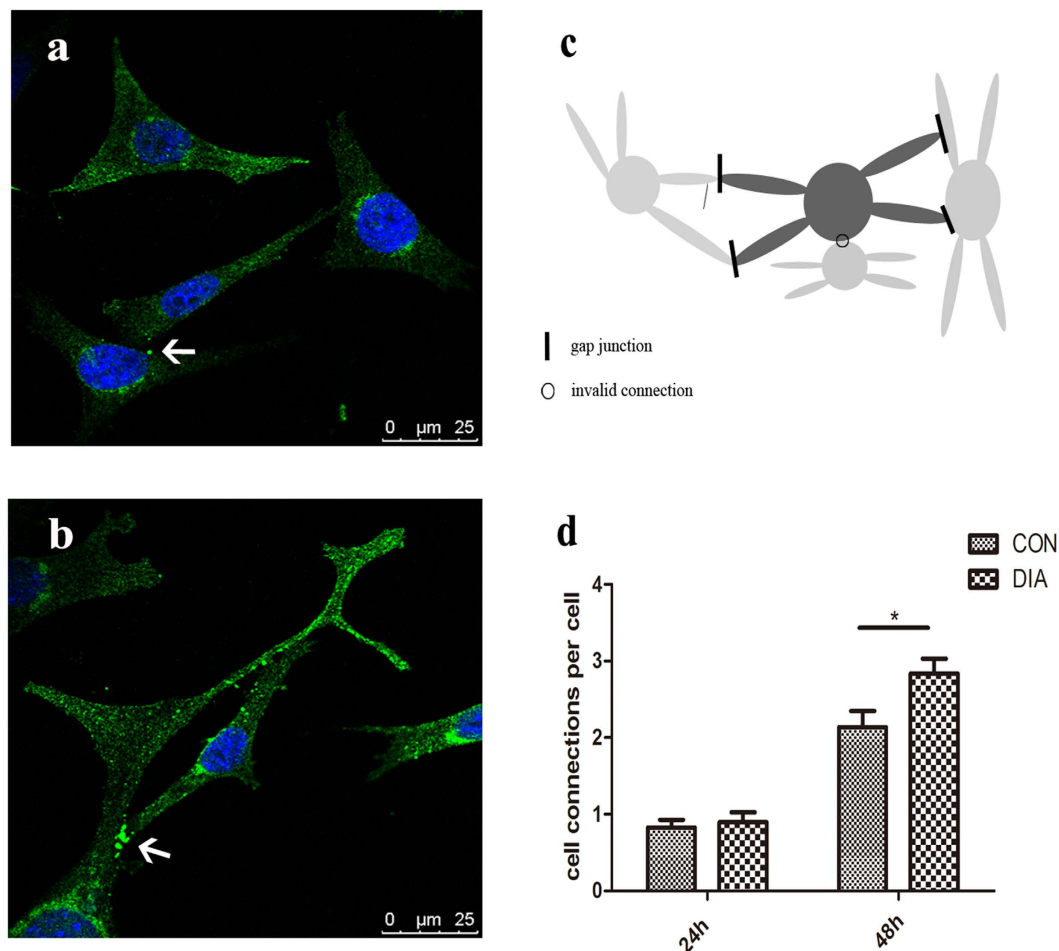 a
0 µm 25
c
gap junction
invalid connection
b
0 µm 25
d
CON
DIA
cell connections per cell
4
3
2
1
0
*
24h
48h